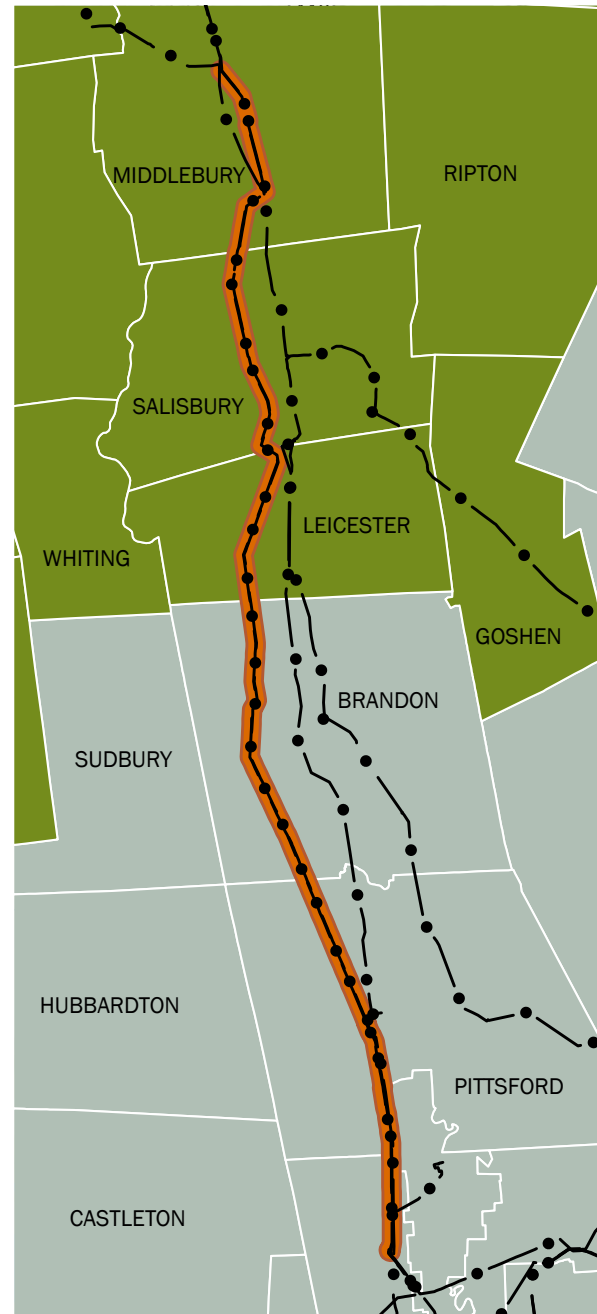 MIDDLEBURY
RIPTON
SALISBURY
LEICESTER
WHITING
GOSHEN
BRANDON
SUDBURY
HUBBARDTON
PITTSFORD
CASTLETON